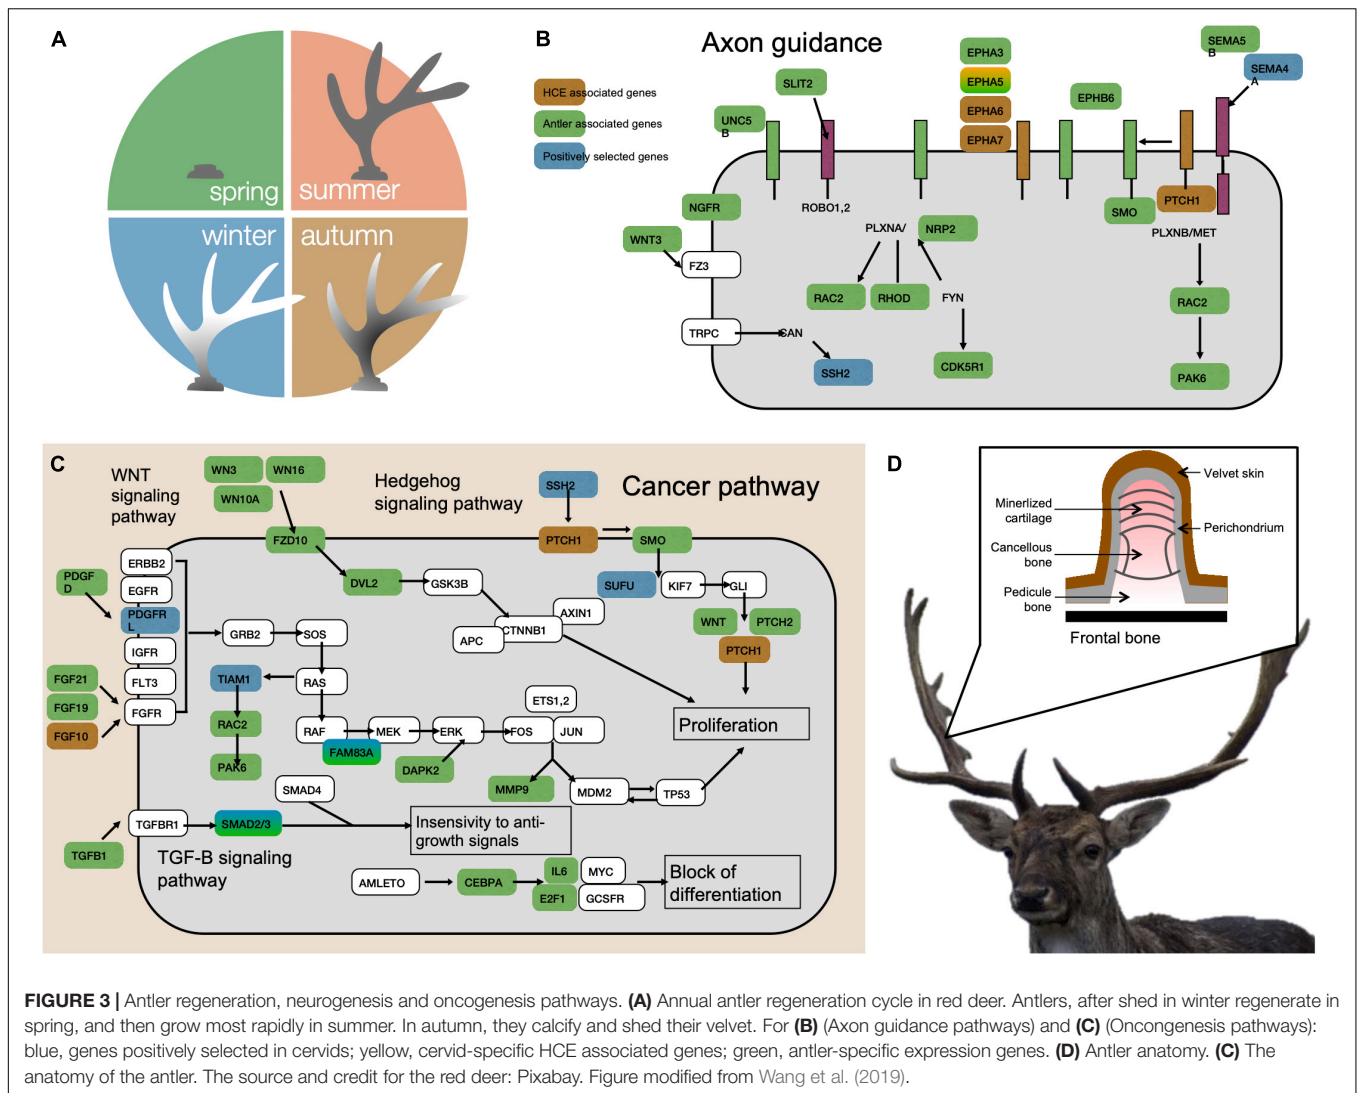 A
spring
summer
winter
autumn
B
Axon guidance
HCE associated genes
Antler associated genes
Positively selected genes
UNC5
B
SLIT2
EPHA3
EPHA5
EPHA6
EPHA7
EPHB6
SEMA5
B
SEMA4
A
NGFR
WNT3
FZ3
TRPC
CAN
SSH2
ROBO1,2
PLXNA/
NRP2
RAC2
RHOD
FYN
CDK5R1
SMO
PTCH1
PLXNB/MET
RAC2
PAK6
C
WNT
signaling
pathway
WN3
WN16
WN10A
Hedgehog
signaling pathway
SSH2
Cancer pathway
FZD10
PTCH1
SMO
ERBB2
EGFR
PDGF
D
PDGFR
L
IGFR
FLT3
FGFR
FGF21
FGF19
FGF10
DVL2
GSK3B
SUFU
KIF7
GLI
AXIN1
CTNNB1
APC
WNT
PTCH2
PTCH1
GRB2
SOS
TIAM1
RAS
RAC2
PAK6
RAF
MEK
ERK
FOS
JUN
ETS1,2
FAM83A
DAPK2
MMP9
MDM2
TP53
Proliferation
SMAD4
TGFBR1
SMAD2/3
TGFB1
Insensivity to anti-
growth signals
TGF-B signaling
pathway
AMLETO
CEBPA
IL6
E2F1
MYC
GCSFR
Block of
differentiation
D
Velvet skin
Minerlized
cartilage
Perichondrium
Cancellous
bone
Pedicule
bone
Frontal bone
FIGURE 3 | Antler regeneration, neurogenesis and oncogenesis pathways. (A) Annual antler regeneration cycle in red deer. Antlers, after shed in winter regenerate in
spring, and then grow most rapidly in summer. In autumn, they calcify and shed their velvet. For (B) (Axon guidance pathways) and (C) (Oncongenesis pathways):
blue, genes positively selected in cervids; yellow, cervid-specific HCE associated genes; green, antler-specific expression genes. (D) Antler anatomy. (C) The
anatomy of the antler. The source and credit for the red deer: Pixabay. Figure modified from Wang et al. (2019).